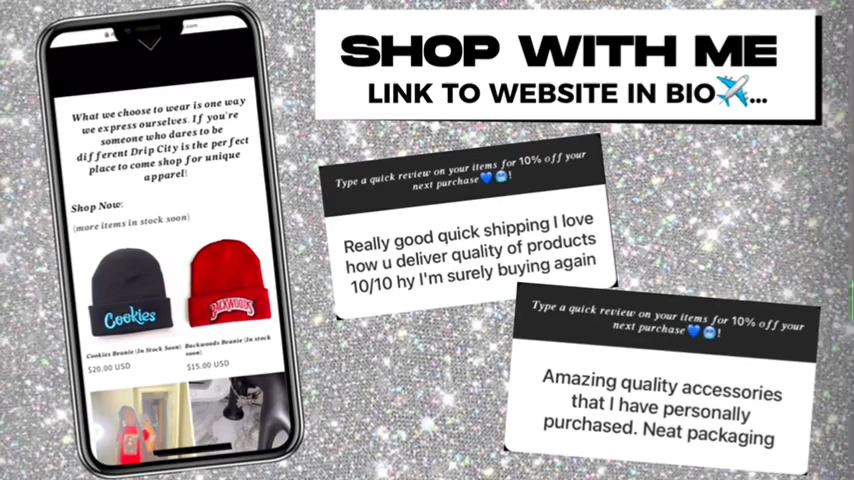 .com
What we choose to wear is one way
we express ourselves. If you're
someone who dares to be
different Drip City is the perfect
place to come shop for unique
apparel!
Shop Now:
(more items in stock soon)
Cookies
BACKWOODS
Cookies Beanie (In Stock Soon)
$20.00 USD
Backwoods Beanie (In stock
soon)
$15.00 USD
SHOP WITH ME
LINK TO WEBSITE IN BIO✈️...
Type a quick review on your items for 10% off your
next purchase💙🥶!
Really good quick shipping I love
how u deliver quality of products
10/10 hy I'm surely buying again
Type a quick review on your items for 10% off your
next purchase💙🥶!
Amazing quality accessories
that I have personally
purchased. Neat packaging